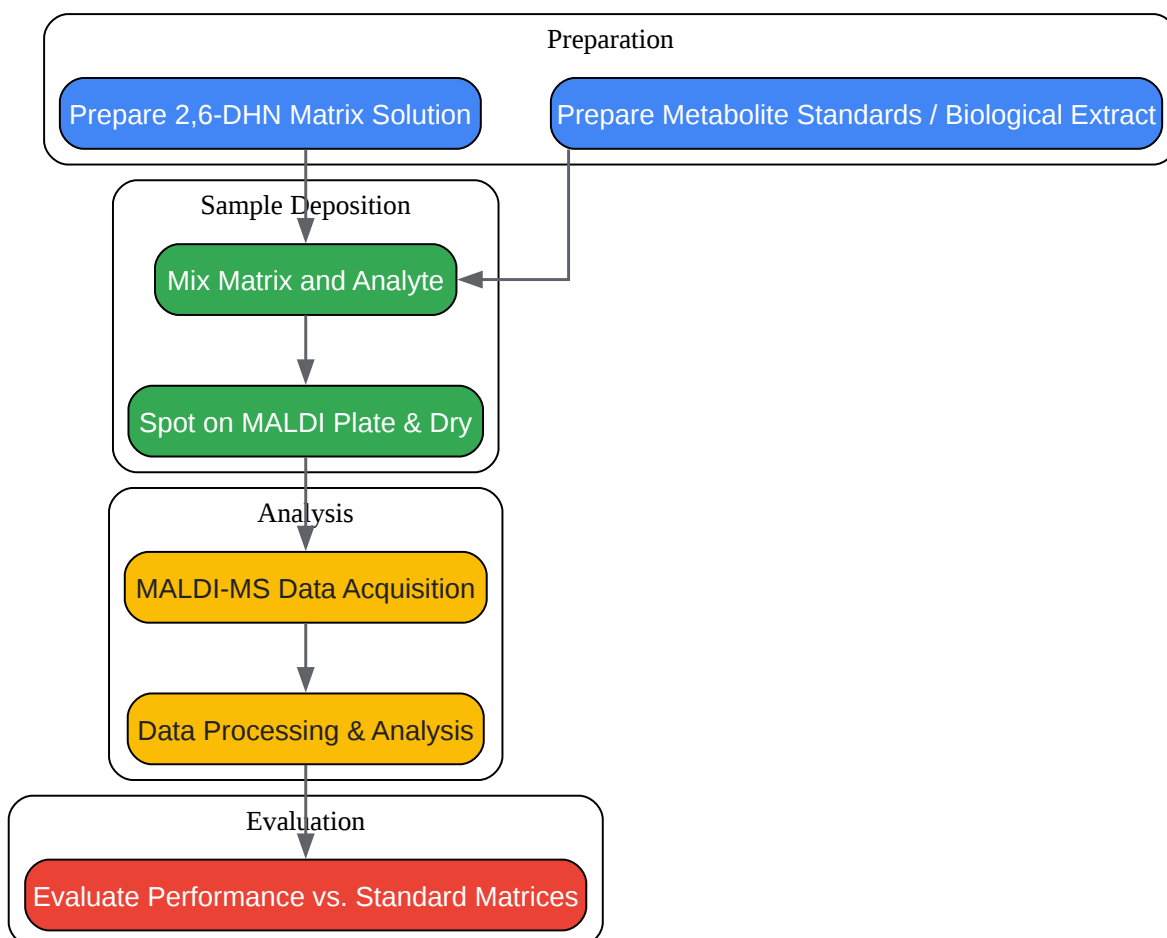 Preparation
Prepare 2,6-DHN Matrix Solution
Prepare Metabolite Standards / Biological Extract
Sample Deposition
Mix Matrix and Analyte
Spot on MALDI Plate & Dry
Analysis
MALDI-MS Data Acquisition
Data Processing & Analysis
Evaluation
Evaluate Performance vs. Standard Matrices